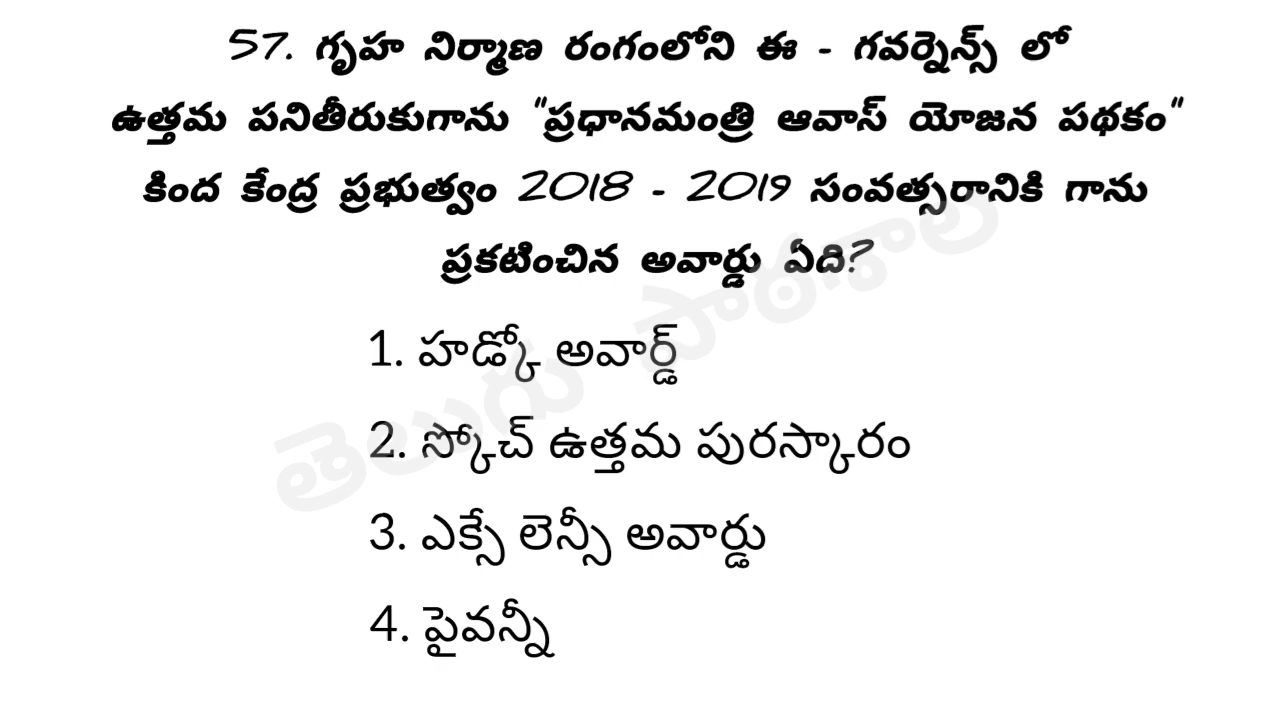 57. గృహ నిర్మాణ రంగంలోని ఈ - గవర్నెన్స్ లో
ఉత్తమ పనితీరుకుగాను "ప్రధానమంత్రి ఆవాస్ యోజన పథకం"
కింద కేంద్ర ప్రభుత్వం 2018 - 2019 సంవత్సరానికి గాను
ప్రకటించిన అవార్డు ఏది?
తెలుగు పాఠశాల
1. హడ్కో అవార్డ్
2. స్కోచ్ ఉత్తమ పురస్కారం
3. ఎక్సే లెన్సీ అవార్డు
4. పైవన్నీ